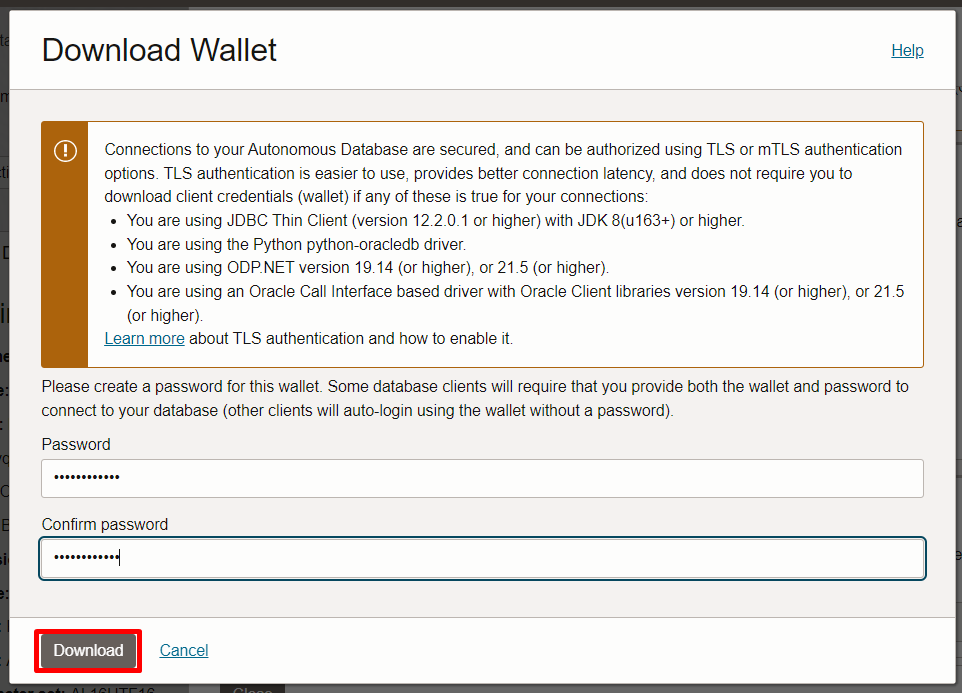 Download Wallet
Help
Connections to your Autonomous Database are secured, and can be authorized using TLS or mTLS authentication
options. TLS authentication is easier to use, provides better connection latency, and does not require you to
download client credentials (wallet) if any of these is true for your connections:
• You are using JDBC Thin Client (version 12.2.0.1 or higher) with JDK 8(u163+) or higher.
• You are using the Python python-oracledb driver.
• You are using ODP.NET version 19.14 (or higher), or 21.5 (or higher).
• You are using an Oracle Call Interface based driver with Oracle Client libraries version 19.14 (or higher), or 21.5
(or higher).
Learn more about TLS authentication and how to enable it.
Please create a password for this wallet. Some database clients will require that you provide both the wallet and password to
connect to your database (other clients will auto-login using the wallet without a password).
Password
••••••••••••
Confirm password
••••••••••••
Download
Cancel